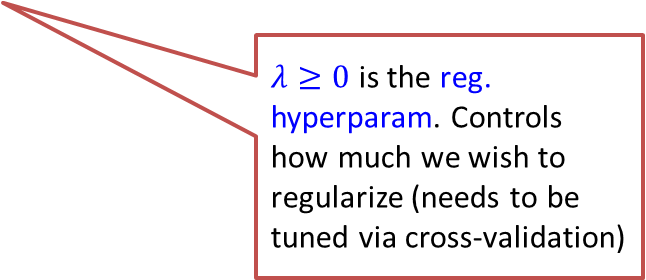 λ ≥ 0 is the reg.
hyperparam. Controls
how much we wish to
regularize (needs to be
tuned via cross-validation)